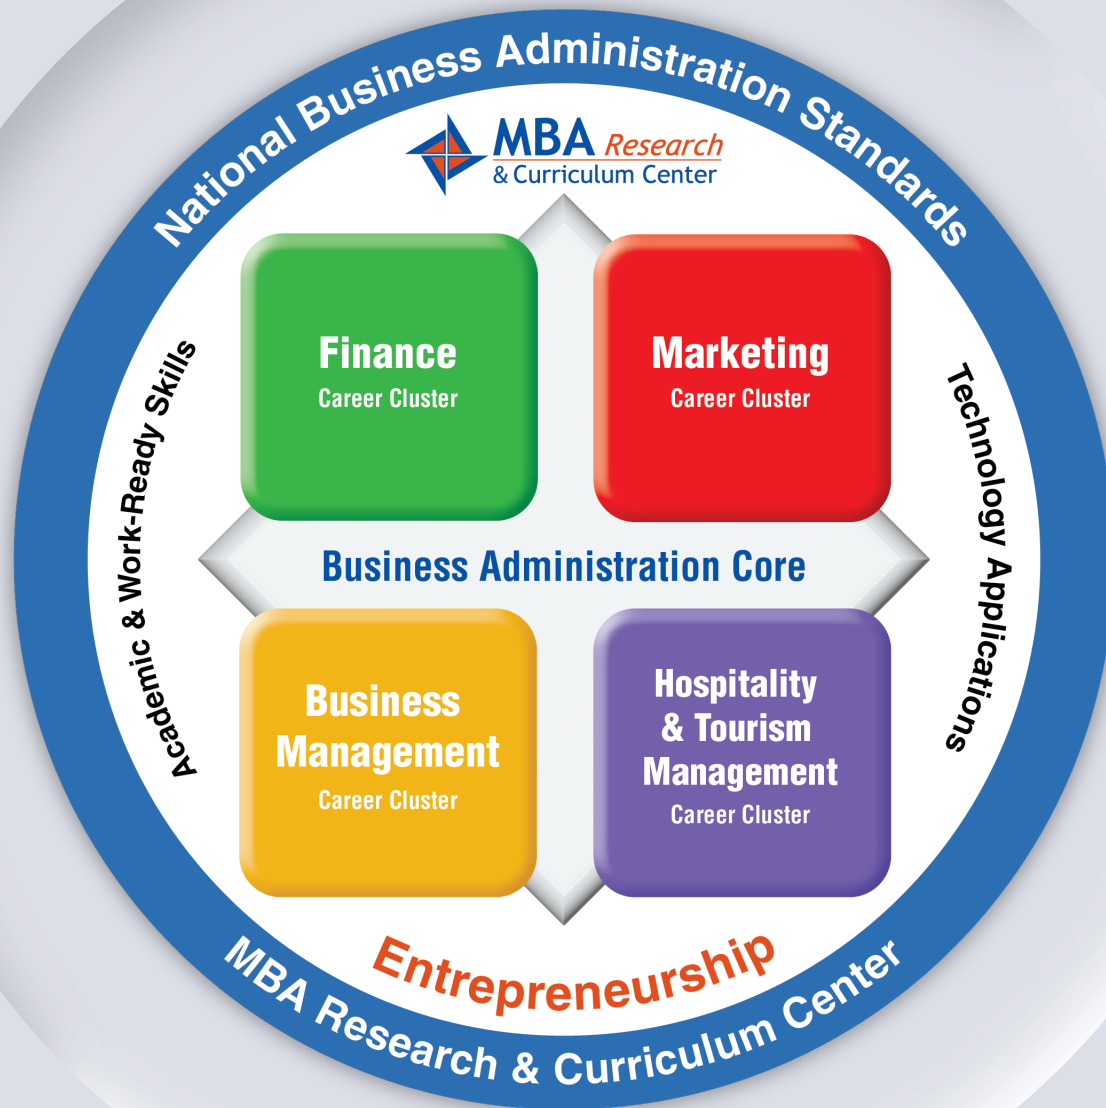 National Business Administration Standards
MBA Research
& Curriculum Center
Academic & Work-Ready Skills
Technology Applications
Finance
Career Cluster
Marketing
Career Cluster
Business Administration Core
Business
Management
Career Cluster
Hospitality
& Tourism
Management
Career Cluster
Entrepreneurship
MBA Research & Curriculum Center